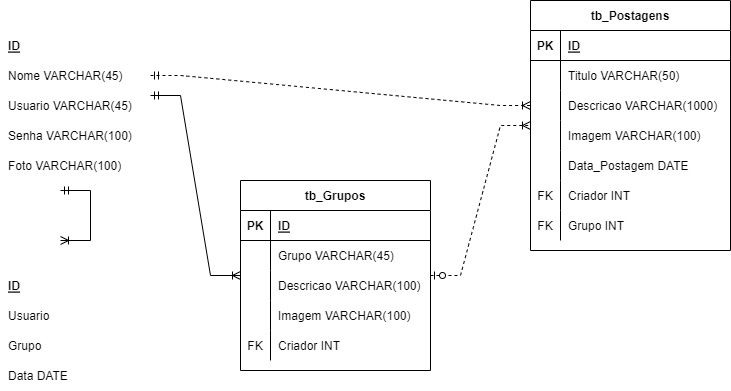 ID
Nome VARCHAR(45)
Usuario VARCHAR(45)
Senha VARCHAR(100)
Foto VARCHAR(100)
ID
Usuario
Grupo
Data DATE
tb_Grupos
PK ID
Grupo VARCHAR(45)
Descricao VARCHAR(100)
Imagem VARCHAR(100)
FK Criador INT
tb_Postagens
PK ID
Titulo VARCHAR(50)
Descricao VARCHAR(1000)
Imagem VARCHAR(100)
Data_Postagem DATE
FK Criador INT
FK Grupo INT